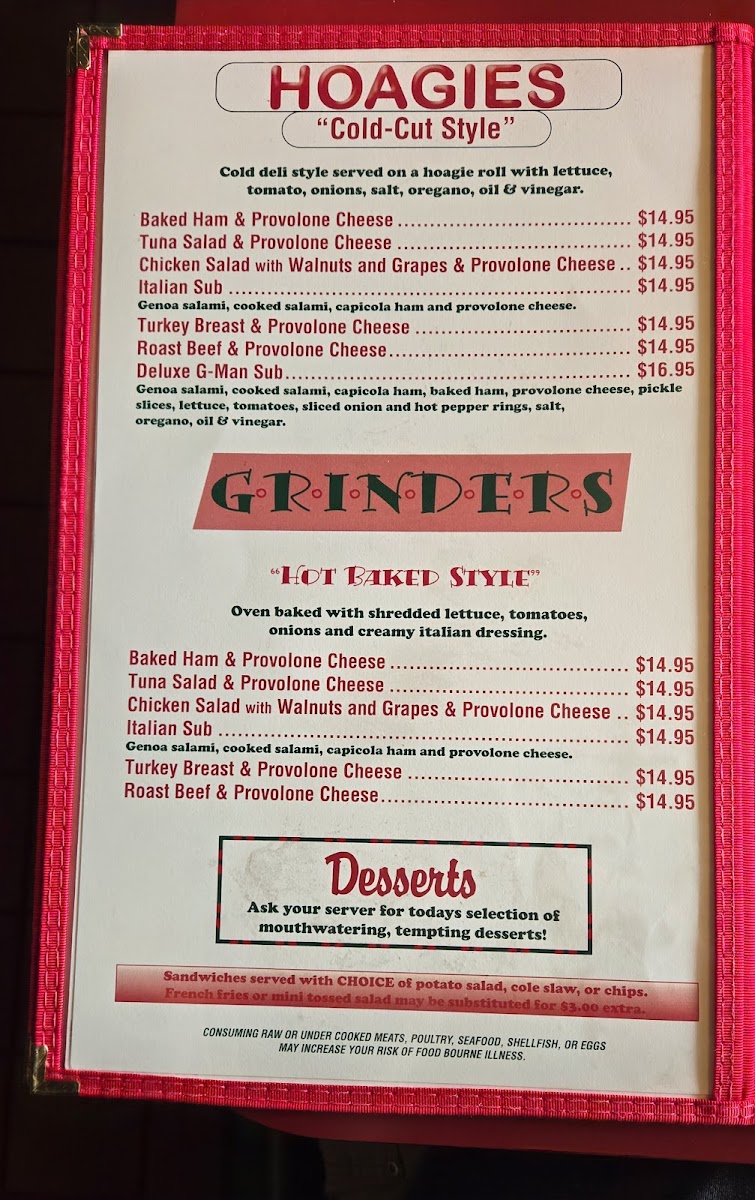 HOAGIES
"Cold-Cut Style"
Cold deli style served on a hoagie roll with lettuce,
tomato, onions, salt, oregano, oil & vinegar.
Baked Ham & Provolone Cheese ................................. $14.95
Tuna Salad & Provolone Cheese ................................. $14.95
Chicken Salad with Walnuts and Grapes & Provolone Cheese .. $14.95
Italian Sub ......................................................... $14.95
Genoa salami, cooked salami, capicola ham and provolone cheese.
Turkey Breast & Provolone Cheese .............................. $14.95
Roast Beef & Provolone Cheese.................................. $14.95
Deluxe G-Man Sub................................................. $16.95
Genoa salami, cooked salami, capicola ham, baked ham, provolone cheese, pickle
slices, lettuce, tomatoes, sliced onion and hot pepper rings, salt,
oregano, oil & vinegar.
G•R•I•N•D•E•R•S
"HOT BAKED STYLE"
Oven baked with shredded lettuce, tomatoes,
onions and creamy italian dressing.
Baked Ham & Provolone Cheese .................................. $14.95
Tuna Salad & Provolone Cheese .................................. $14.95
Chicken Salad with Walnuts and Grapes & Provolone Cheese .. $14.95
Italian Sub .......................................................... $14.95
Genoa salami, cooked salami, capicola ham and provolone cheese.
Turkey Breast & Provolone Cheese ............................... $14.95
Roast Beef & Provolone Cheese................................... $14.95
Desserts
Ask your server for todays selection of
mouthwatering, tempting desserts!
Sandwiches served with CHOICE of potato salad, cole slaw, or chips.
French fries or mini tossed salad may be substituted for $3.00 extra.
CONSUMING RAW OR UNDER COOKED MEATS, POULTRY, SEAFOOD, SHELLFISH, OR EGGS
MAY INCREASE YOUR RISK OF FOOD BOURNE ILLNESS.